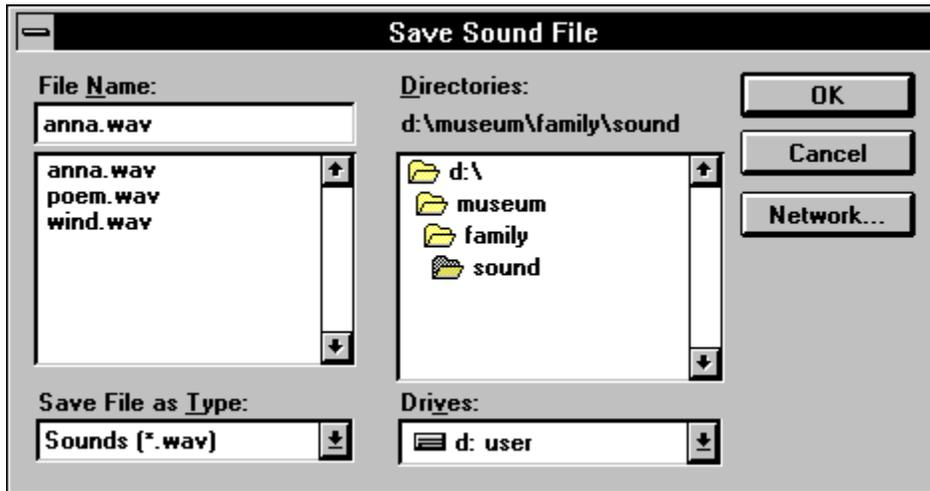 Save Sound File
File Name:
anna.wav
anna.wav
poem.wav
wind.wav
Save File as Type:
Sounds (*.wav)
Directories:
d:\museum\family\sound
d:\
museum
family
sound
Drives:
d: user
OK
Cancel
Network...